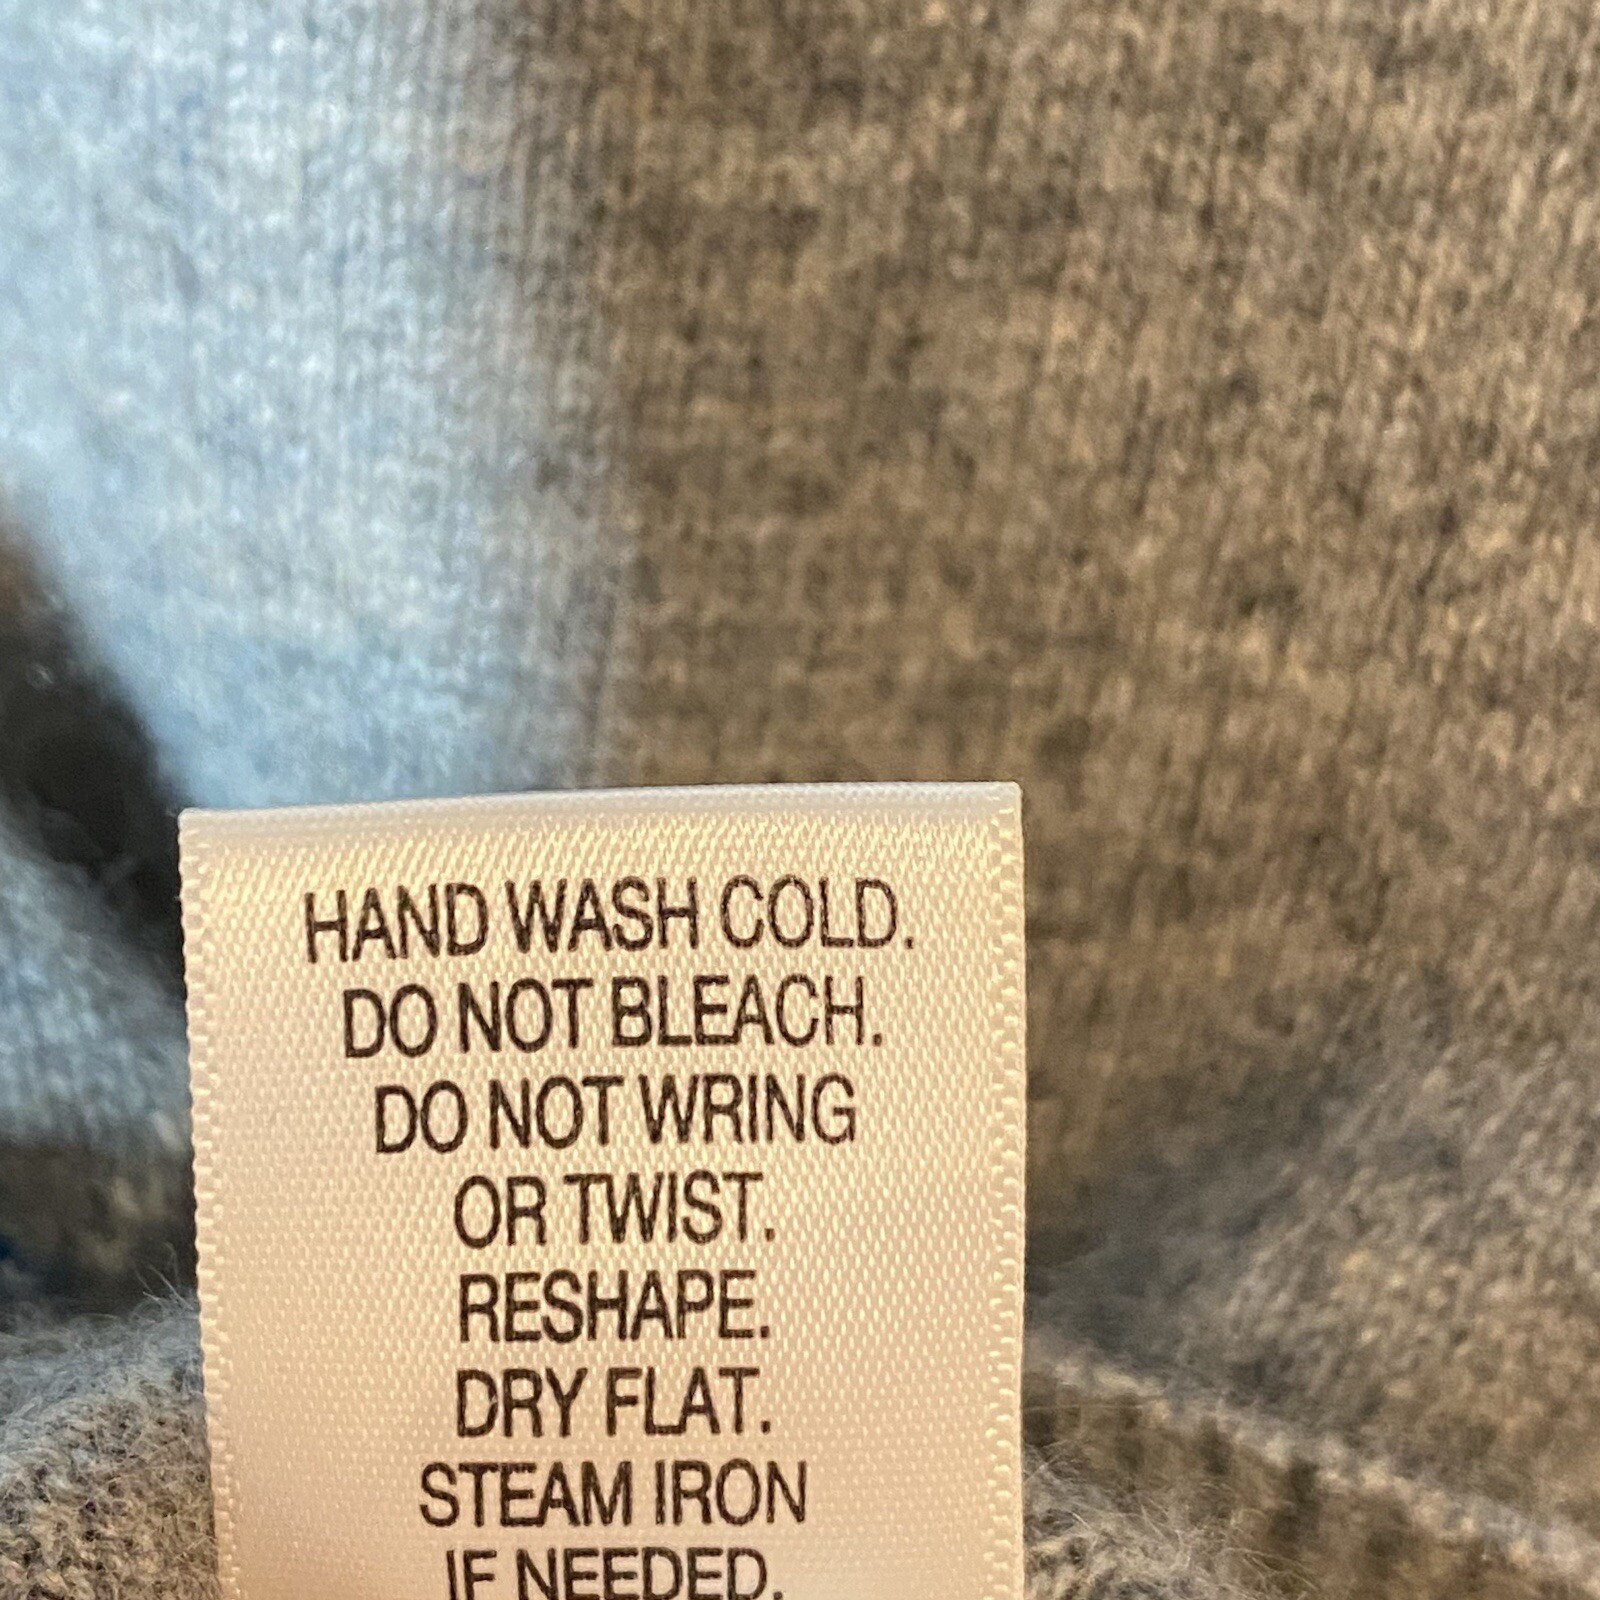 HAND WASH COLD.
DO NOT BLEACH.
DO NOT WRING
OR TWIST.
RESHAPE.
DRY FLAT.
STEAM IRON
IF NEEDED.